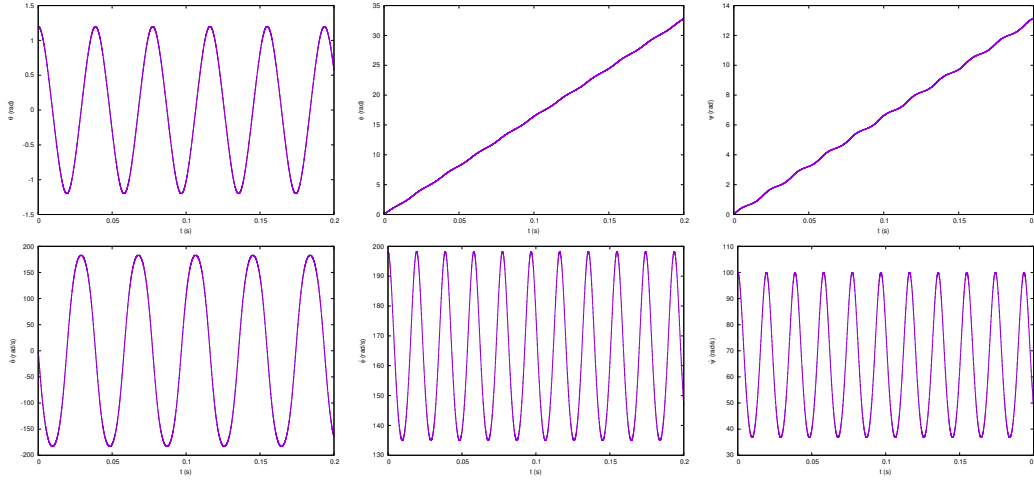 1.5
1
0.5
0
-0.5
-1
-1.5
θ (rad)
0 0.05 0.1 0.15 0.2
t (s)
35
30
25
20
15
10
5
0
ϕ (rad)
0 0.05 0.1 0.15 0.2
t (s)
14
12
10
8
6
4
2
0
ψ (rad)
0 0.05 0.1 0.15 0.2
t (s)
200
150
100
50
0
-50
-100
-150
-200
θ̇ (rad/s)
0 0.05 0.1 0.15 0.2
t (s)
200
190
180
170
160
150
140
130
ϕ̇ (rad/s)
0 0.05 0.1 0.15 0.2
t (s)
110
100
90
80
70
60
50
40
30
ψ̇ (rad/s)
0 0.05 0.1 0.15 0.2
t (s)